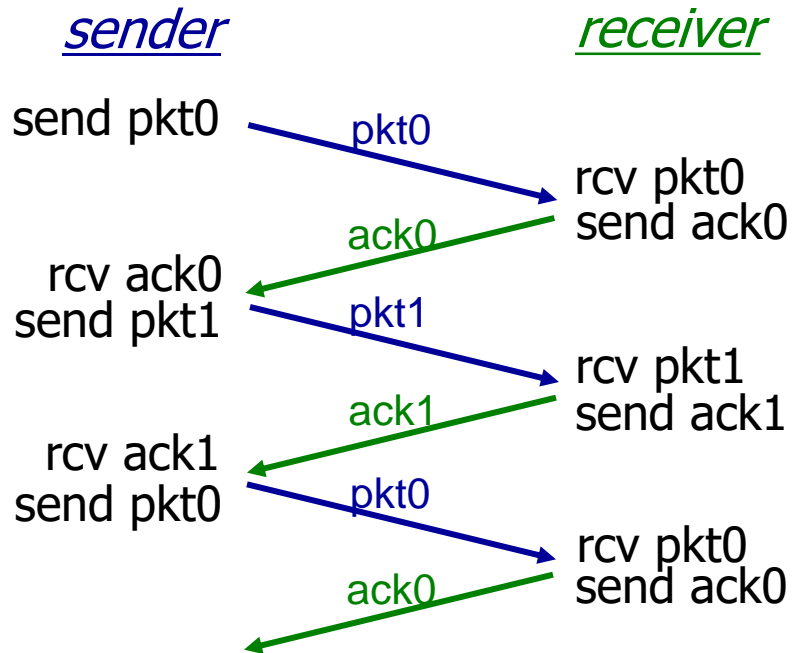 sender
receiver
send pkt0
pkt0
rcv pkt0
send ack0
ack0
rcv ack0
send pkt1
pkt1
rcv pkt1
send ack1
ack1
rcv ack1
send pkt0
pkt0
rcv pkt0
send ack0
ack0